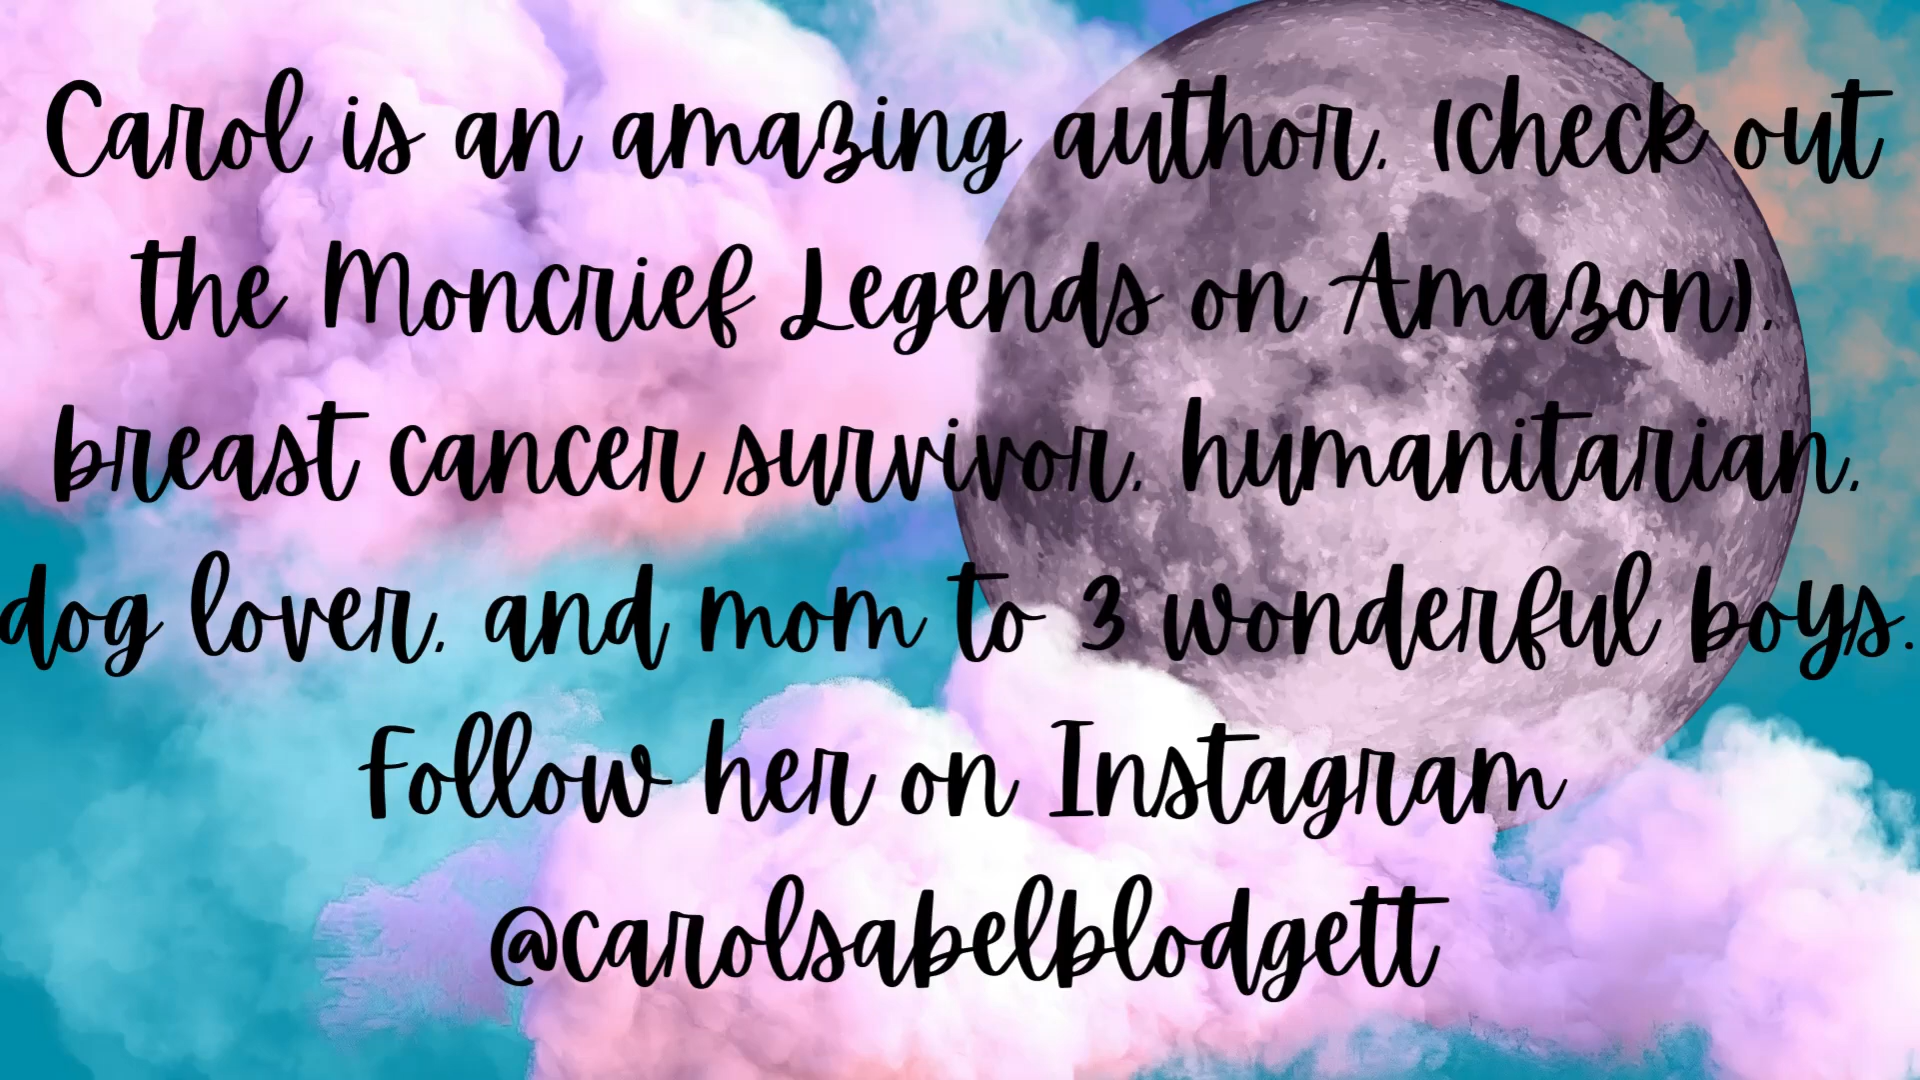 Carol is an amazing author, (check out
the Moncrief Legends on Amazon),
breast cancer survivor, humanitarian,
dog lover, and mom to 3 wonderful boys.
Follow her on Instagram
@carolsabelblodgett